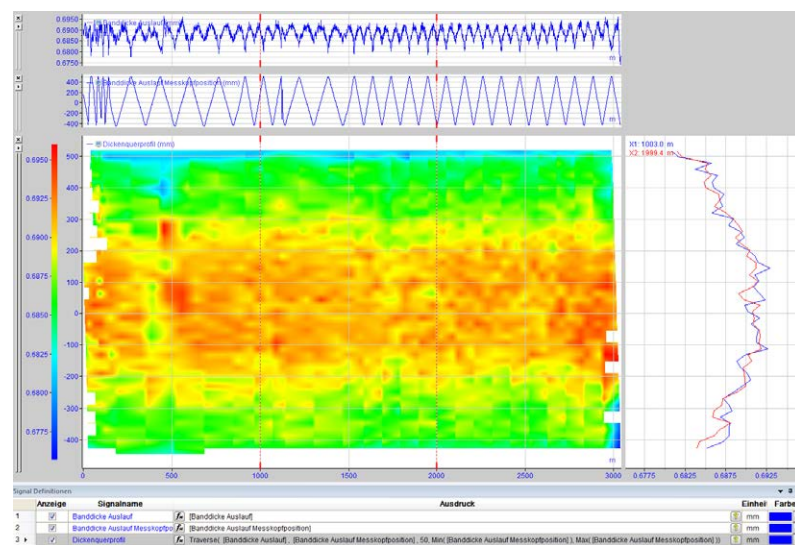 Banddicke Auslauf (mm)
0.6950
0.6900
0.6850
0.6800
0.6750
m
Banddicke Auslauf Messkopfposition (mm)
400
200
0
-200
-400
m
Dickenquerprofil (mm)
X1: 1003.0 m
X2: 1999.4 m
0.6950
0.6925
0.6900
0.6875
0.6850
0.6825
0.6800
0.6775
500
400
300
200
100
0
-100
-200
-300
-400
m
0 500 1000 1500 2000 2500 3000
0.6775 0.6825 0.6875 0.6925
Signal Definitionen
Anzeige Signalname Ausdruck Einheit Farbe
1 Banddicke Auslauf fx [Banddicke Auslauf] mm
2 Banddicke Auslauf Messkopfpo fx [Banddicke Auslauf Messkopfposition] mm
3 Dickenquerprofil fx Traverse( [Banddicke Auslauf] , [Banddicke Auslauf Messkopfposition] , 50, Min( [Banddicke Auslauf Messkopfposition] ), Max( [Banddicke Auslauf Messkopfposition] )) mm